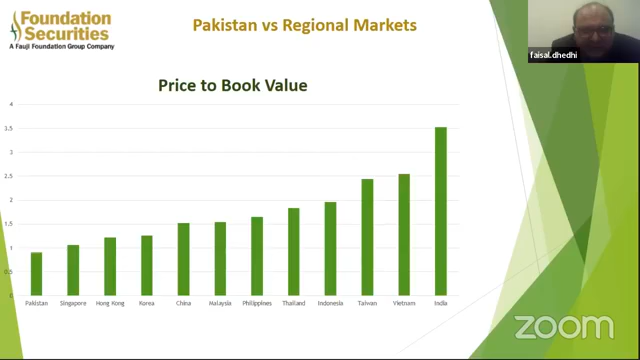 Foundation
Securities
A Fauji Foundation Group Company
Pakistan vs Regional Markets
faisal.dhedhi
Price to Book Value
4
3.5
3
2.5
2
1.5
1
0.5
0
Pakistan Singapore Hong Kong Korea China Malaysia Philippines Thailand Indonesia Taiwan Vietnam India
zoom